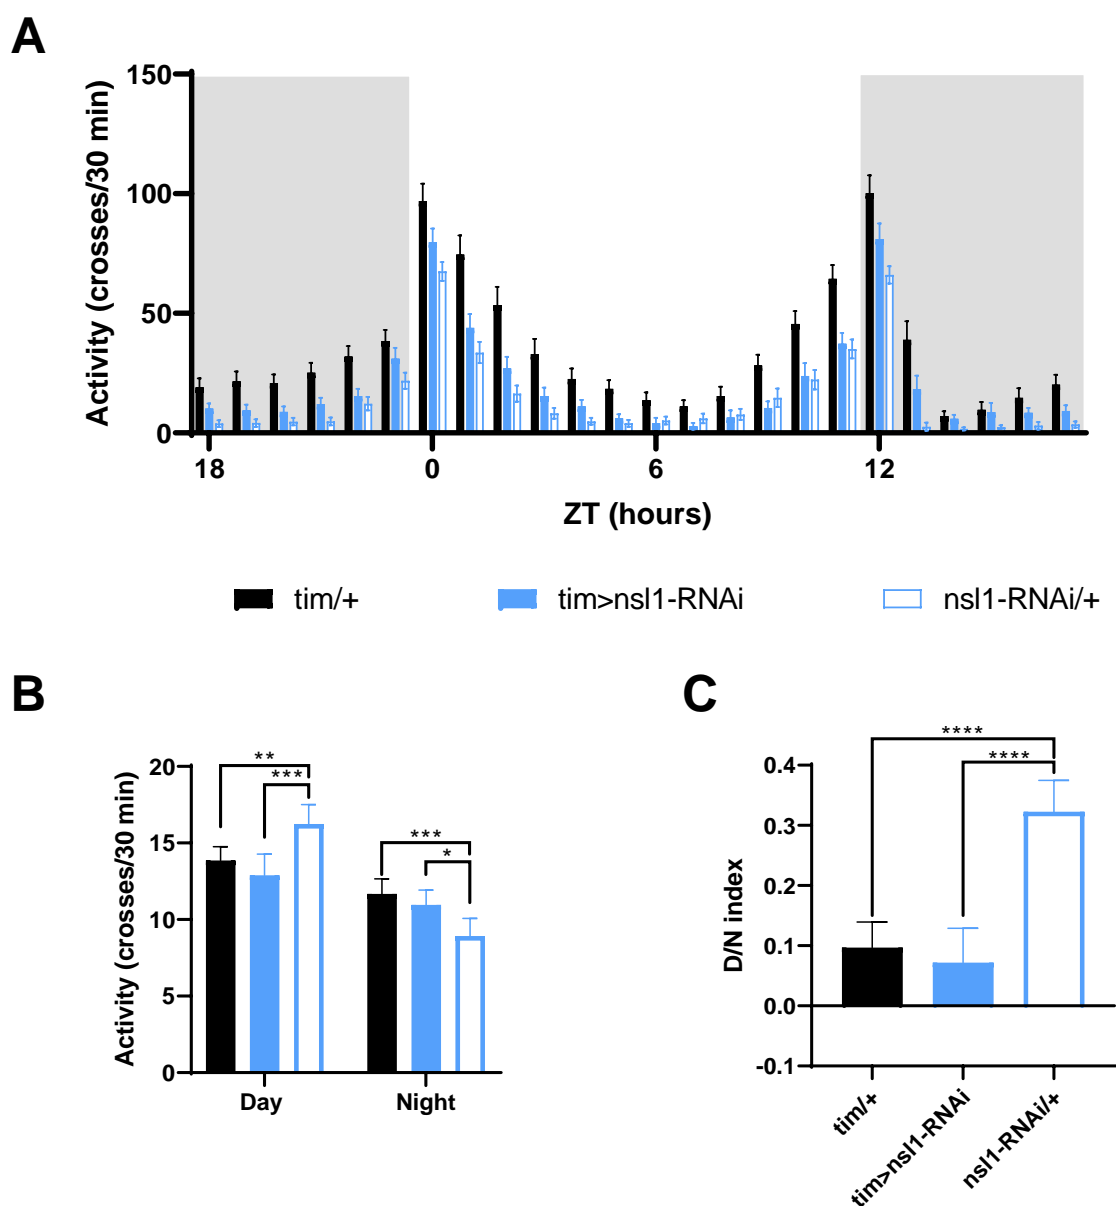 A
Activity (crosses/30 min)
150
100
50
0
18
0
6
12
ZT (hours)
tim/+
tim>nsl1-RNAi
nsl1-RNAi/+
B
Activity (crosses/30 min)
20
15
10
5
0
**
***
***
*
Day
Night
C
D/N index
0.4
0.3
0.2
0.1
0.0
-0.1
****
****
tim/+
tim>nsl1-RNAi
nsl1-RNAi/+